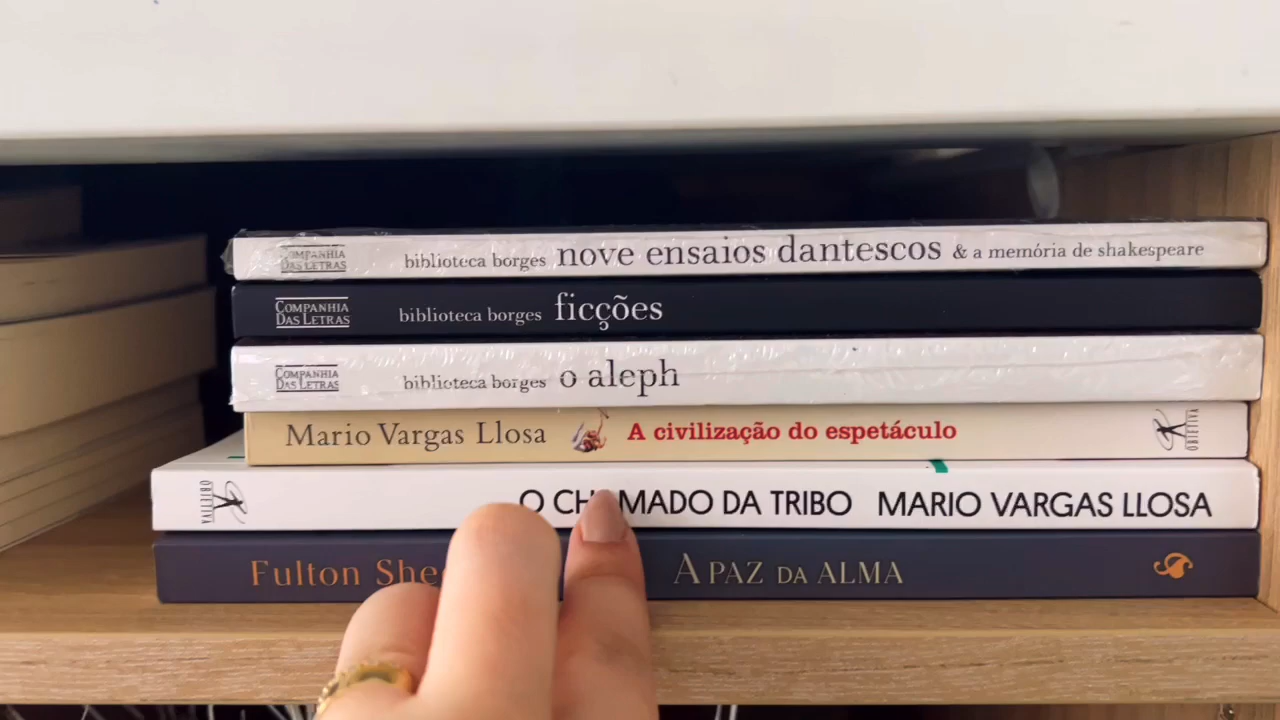 COMPANHIA DAS LETRAS biblioteca borges nove ensaios dantescos & a memória de shakespeare
COMPANHIA DAS LETRAS biblioteca borges ficções
COMPANHIA DAS LETRAS biblioteca borges o aleph
Mario Vargas Llosa A civilização do espetáculo OBJETIVA
OBJETIVA O CHAMADO DA TRIBO MARIO VARGAS LLOSA
Fulton A PAZ DA ALMA